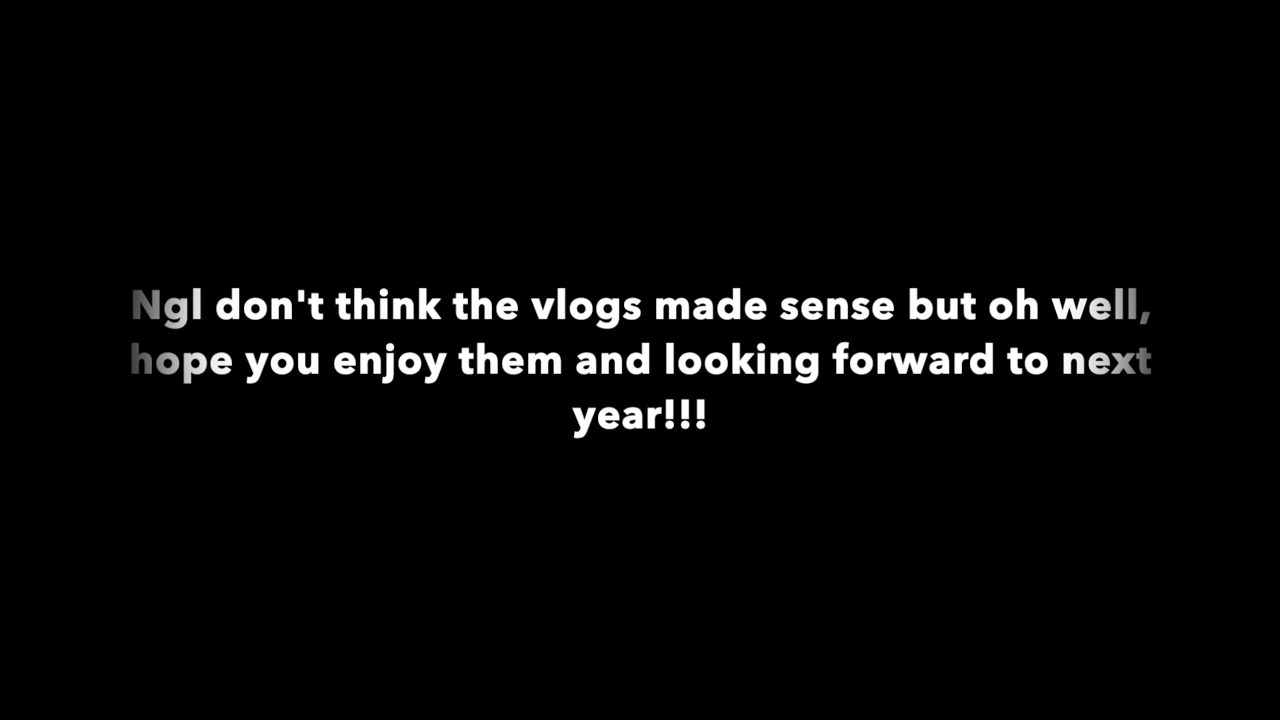 Ngl don't think the vlogs made sense but oh well,
hope you enjoy them and looking forward to next
year!!!